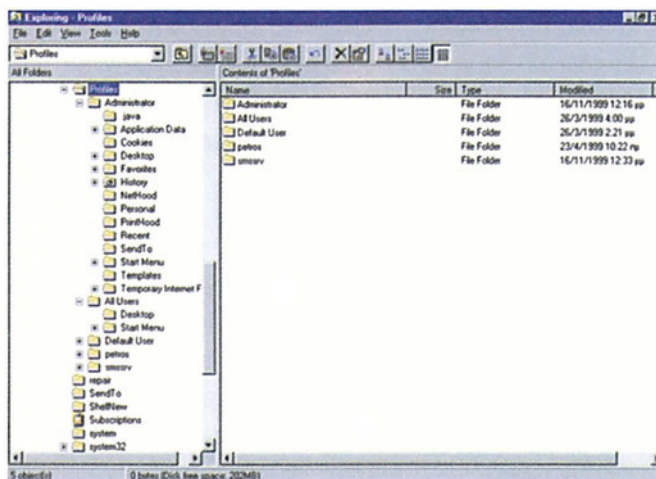 Exploring - Profiles
File Edit View Tools Help
Profiles
All Folders
Contents of 'Profiles'
Profiles
Administrator
.java
Application Data
Cookies
Desktop
Favorites
History
NetHood
Personal
PrintHood
Recent
SendTo
Start Menu
Templates
Temporary Internet F
All Users
Desktop
Start Menu
Default User
petros
smssrv
repair
SendTo
ShellNew
Subscriptions
system
system32
Name Size Type Modified
Administrator File Folder 16/11/1999 12:16 μμ
All Users File Folder 26/3/1999 4:00 μμ
Default User File Folder 26/3/1999 2:21 μμ
petros File Folder 23/4/1999 10:22 πμ
smssrv File Folder 16/11/1999 12:33 μμ
5 object(s) 0 bytes (Disk free space: 202MB)